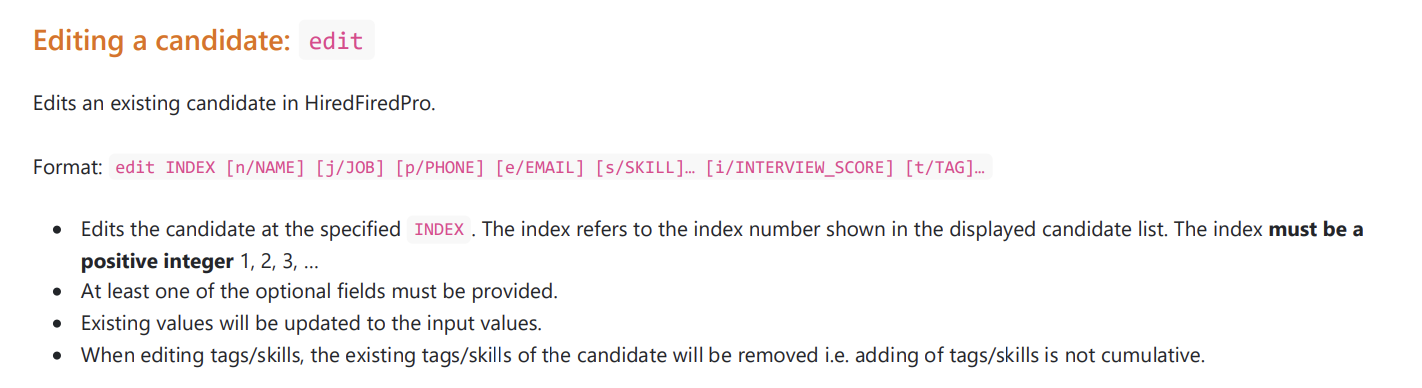 Editing a candidate: edit
Edits an existing candidate in HiredFiredPro.
Format: edit INDEX [n/NAME] [j/JOB] [p/PHONE] [e/EMAIL] [s/SKILL]… [i/INTERVIEW_SCORE] [t/TAG]…
• Edits the candidate at the specified INDEX . The index refers to the index number shown in the displayed candidate list. The index must be a
positive integer 1, 2, 3, …
• At least one of the optional fields must be provided.
• Existing values will be updated to the input values.
• When editing tags/skills, the existing tags/skills of the candidate will be removed i.e. adding of tags/skills is not cumulative.